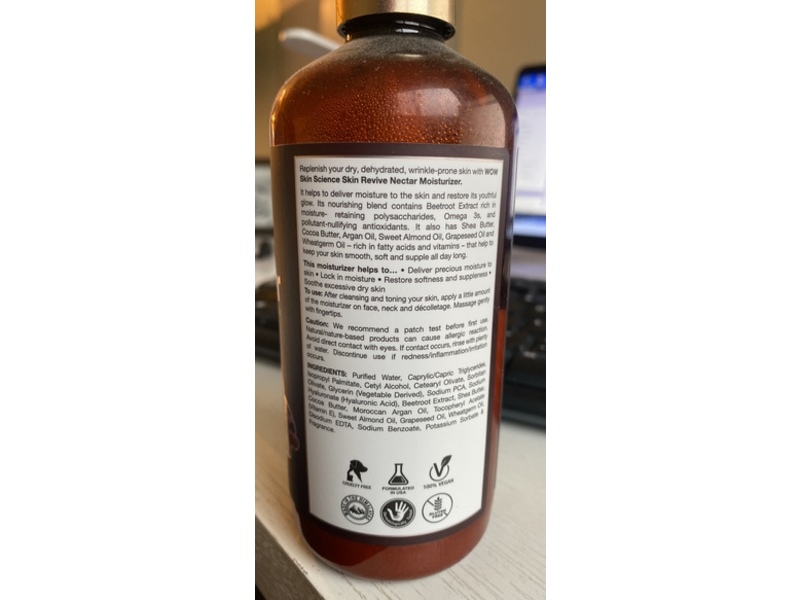 Replenish your dry, dehydrated, wrinkle-prone skin with WOW
Skin Science Skin Revive Nectar Moisturizer.
It helps to deliver moisture to the skin and restore its youthful
glow. Its nourishing blend contains Beetroot Extract rich in
moisture- retaining polysaccharides, Omega 3s, and
pollutant-nullifying antioxidants. It also has Shea Butter,
Cocoa Butter, Argan Oil, Sweet Almond Oil, Grapeseed Oil and
Wheatgerm Oil – rich in fatty acids and vitamins – that help to
keep your skin smooth, soft and supple all day long.
This moisturizer helps to... • Deliver precious moisture to
skin • Lock in moisture • Restore softness and suppleness •
Soothe excessive dry skin
To use: After cleansing and toning your skin, apply a little amount
of the moisturizer on face, neck and décolletage. Massage gently
with fingertips.
Caution: We recommend a patch test before first use.
Natural/nature-based products can cause allergic reaction.
Avoid direct contact with eyes. If contact occurs, rinse with plenty
of water. Discontinue use if redness/inflammation/irritation
occurs.
INGREDIENTS: Purified Water, Caprylic/Capric Triglycerides,
Isopropyl Palmitate, Cetyl Alcohol, Cetearyl Olivate, Sorbitan
Olivate, Glycerin (Vegetable Derived), Sodium PCA, Sodium
Hyaluronate (Hyaluronic Acid), Beetroot Extract, Shea Butter,
Cocoa Butter, Moroccan Argan Oil, Tocopheryl Acetate
(Vitamin E), Sweet Almond Oil, Grapeseed Oil, Wheatgerm Oil,
Disodium EDTA, Sodium Benzoate, Potassium Sorbate &
Fragrance.
CRUELTY FREE
FORMULATED
IN USA
100% VEGAN
GLUTEN
FREE